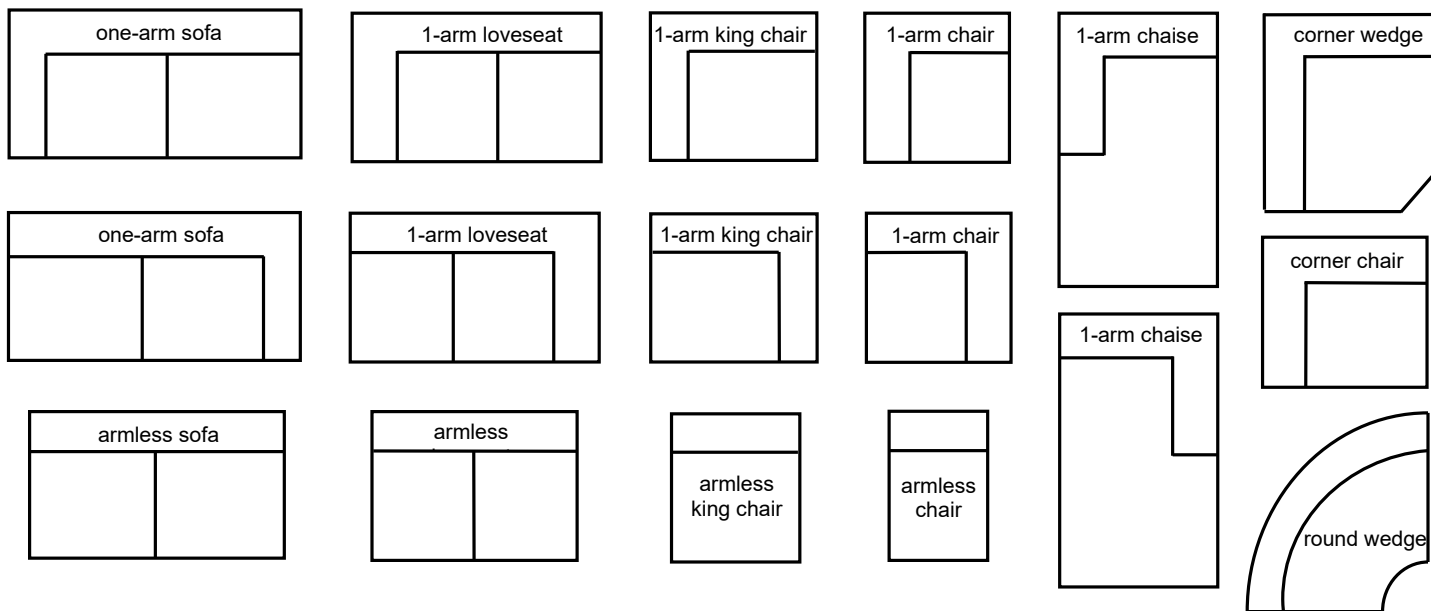 one-arm sofa
1-arm loveseat
1-arm king chair
1-arm chair
1-arm chaise
corner wedge
one-arm sofa
1-arm loveseat
1-arm king chair
1-arm chair
corner chair
1-arm chaise
armless sofa
armless
armless
king chair
armless
chair
round wedge